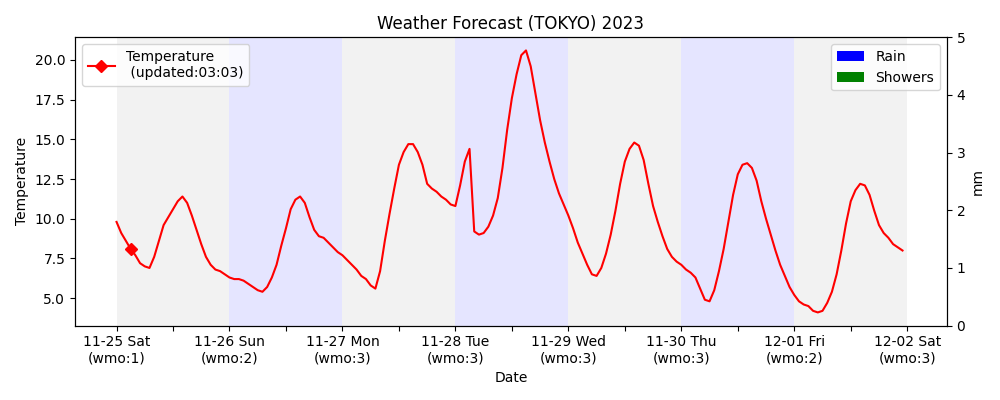 Weather Forecast (TOKYO) 2023
Temperature
(updated:03:03)
Rain
Showers
Temperature
20.0
17.5
15.0
12.5
10.0
7.5
5.0
5
4
3
2
1
0
mm
11-25 Sat
(wmo:1)
11-26 Sun
(wmo:2)
11-27 Mon
(wmo:3)
11-28 Tue
(wmo:3)
11-29 Wed
(wmo:3)
11-30 Thu
(wmo:3)
12-01 Fri
(wmo:2)
12-02 Sat
(wmo:3)
Date